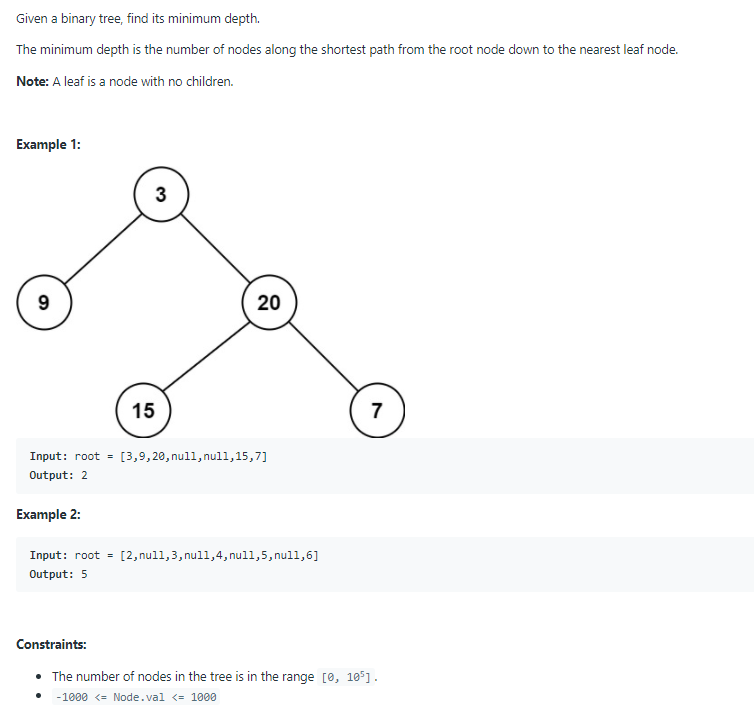 Given a binary tree, find its minimum depth.
The minimum depth is the number of nodes along the shortest path from the root node down to the nearest leaf node.
Note: A leaf is a node with no children.
Example 1:
3
9
20
15
7
Input: root = [3,9,20,null,null,15,7]
Output: 2
Example 2:
Input: root = [2,null,3,null,4,null,5,null,6]
Output: 5
Constraints:
• The number of nodes in the tree is in the range [0, 10⁵].
• -1000 <= Node.val <= 1000